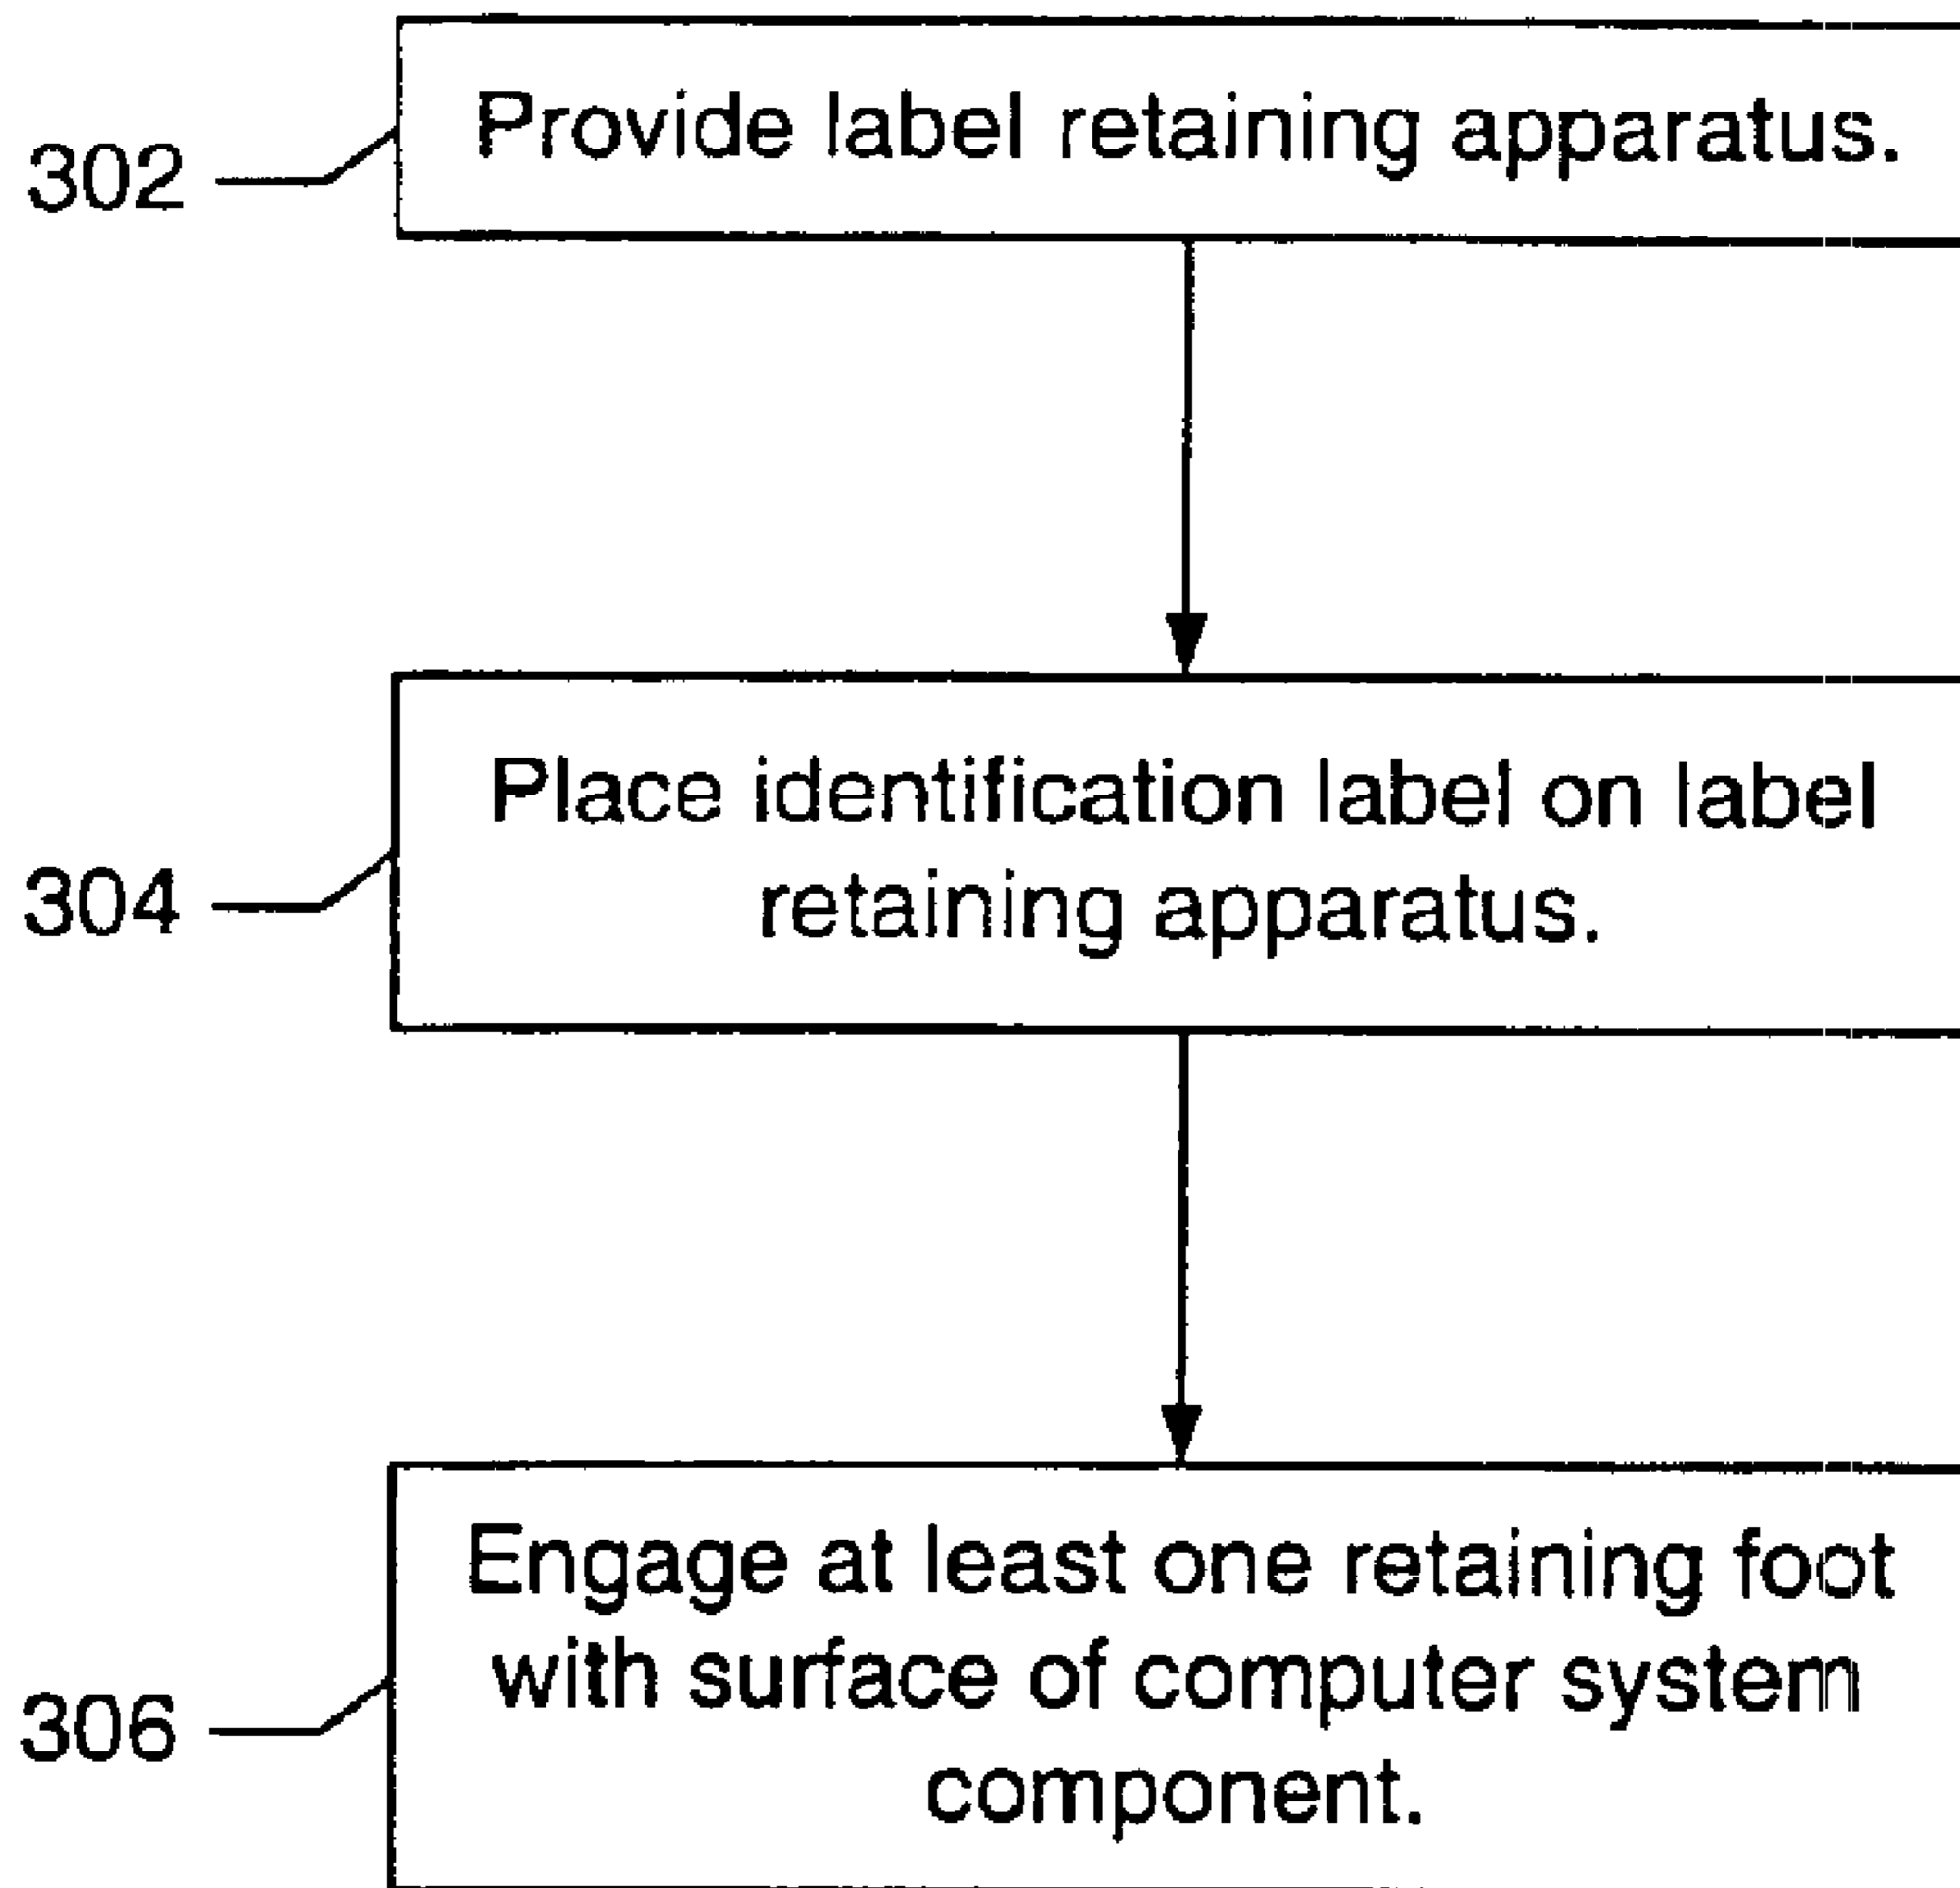 Provide label retaining apparatus.
302
Place identification label on label
retaining apparatus.
304
Engage at least one retaining foot
with surface of computer system
component.
306